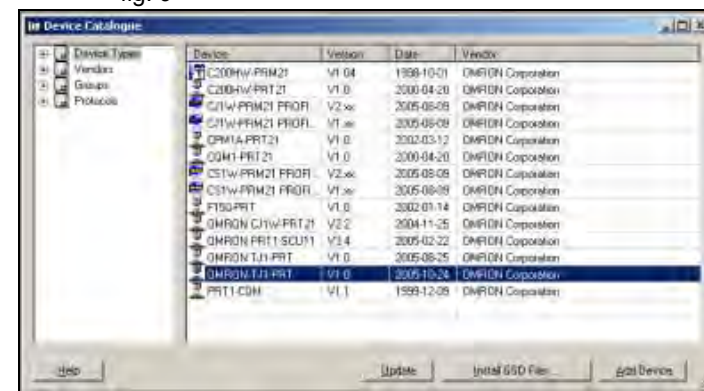 Device Catalogue
Device Types
Vendors
Groups
Protocols
Device Version Date Vendor
C200HW-PRM21 V1.04 1998-10-01 OMRON Corporation
C200HW-PRT21 V1.0 2000-04-20 OMRON Corporation
CJ1W-PRM21 PROFI... V2.xx 2005-08-09 OMRON Corporation
CJ1W-PRM21 PROFI... V1.xx 2005-08-09 OMRON Corporation
CPM1A-PRT21 V1.0 2002-03-12 OMRON Corporation
CQM1-PRT21 V1.0 2000-04-20 OMRON Corporation
CS1W-PRM21 PROFI... V2.xx 2005-08-09 OMRON Corporation
CS1W-PRM21 PROFI... V1.xx 2005-08-09 OMRON Corporation
F150-PRT V1.0 2002-01-14 OMRON Corporation
OMRON CJ1W-PRT21 V2.2 2004-11-25 OMRON Corporation
OMRON PRT1-SCU11 V3.4 2005-02-22 OMRON Corporation
OMRON TJ1-PRT V1.0 2005-08-25 OMRON Corporation
OMRON TJ1-PRT V1.0 2005-10-24 OMRON Corporation
PRT1-COM V1.1 1999-12-09 OMRON Corporation
Help Update Install GSD Files Add Device